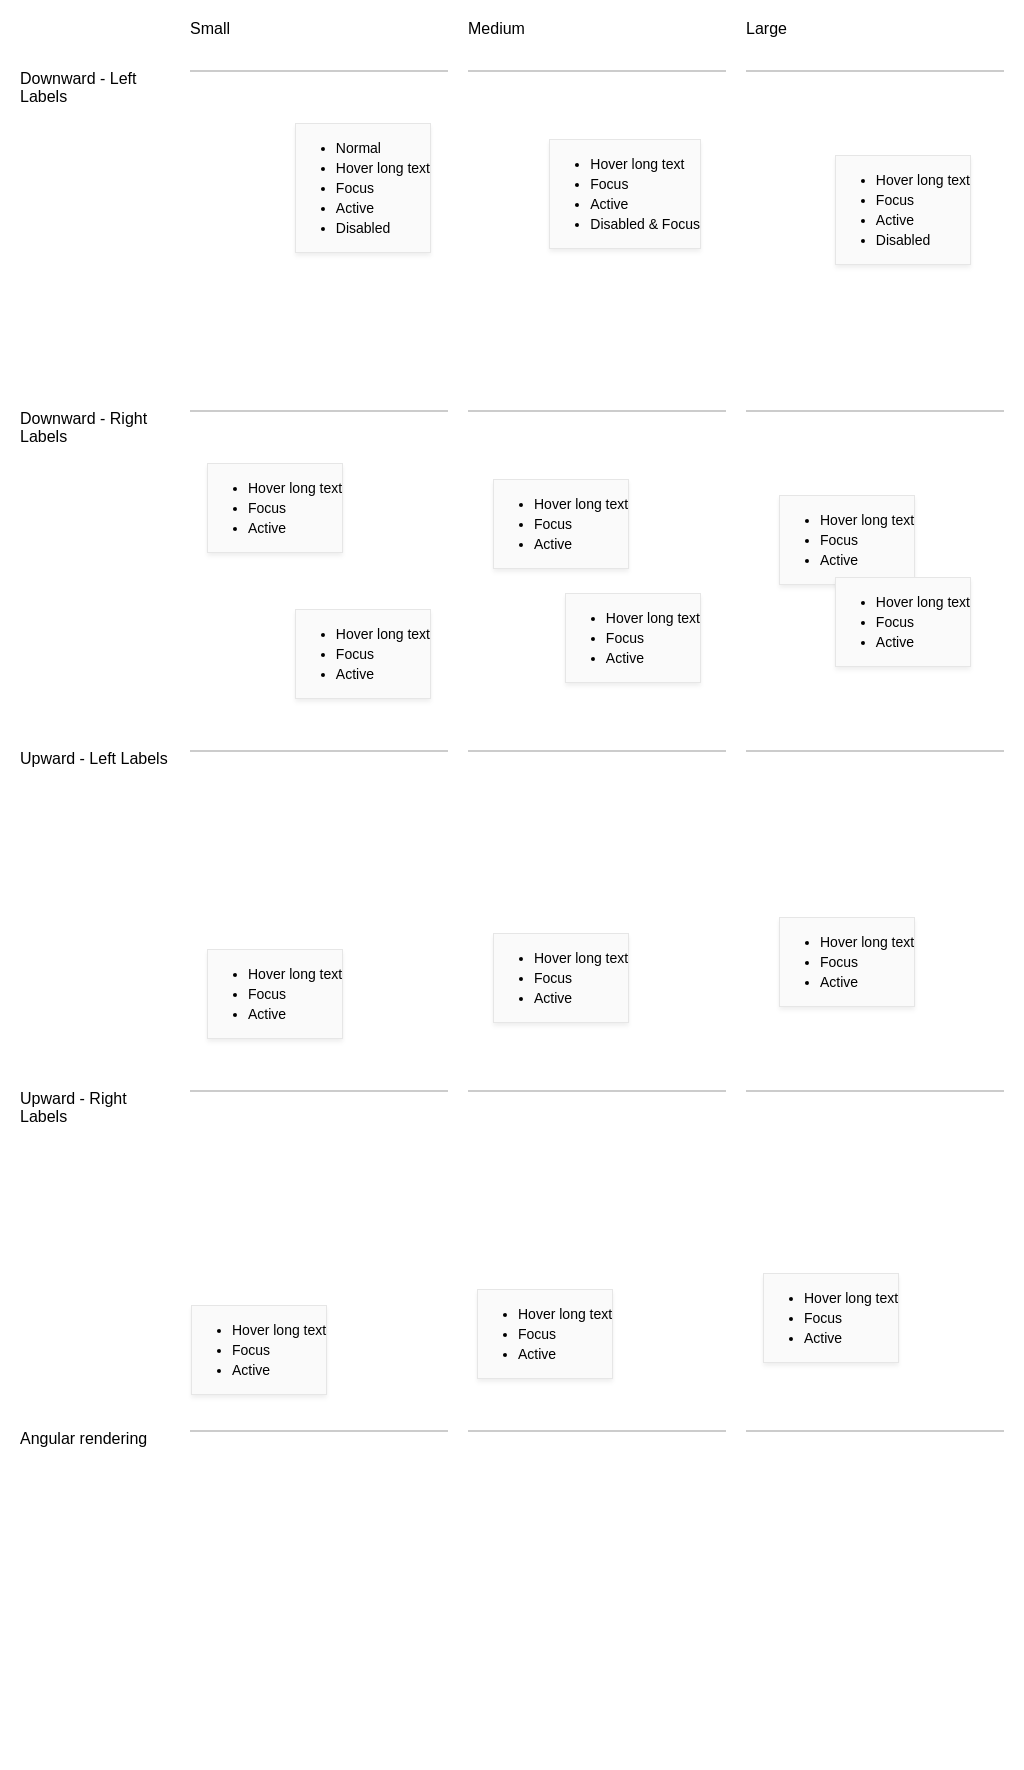 Small
Medium
Large
Downward - Left
Labels
Normal
Hover long text
Focus
Active
Disabled
Hover long text
Focus
Active
Disabled & Focus
Hover long text
Focus
Active
Disabled
Downward - Right
Labels
Hover long text
Focus
Active
Hover long text
Focus
Active
Hover long text
Focus
Active
Hover long text
Focus
Active
Hover long text
Focus
Active
Hover long text
Focus
Active
Upward - Left Labels
Hover long text
Focus
Active
Hover long text
Focus
Active
Hover long text
Focus
Active
Upward - Right
Labels
Hover long text
Focus
Active
Hover long text
Focus
Active
Hover long text
Focus
Active
Angular rendering